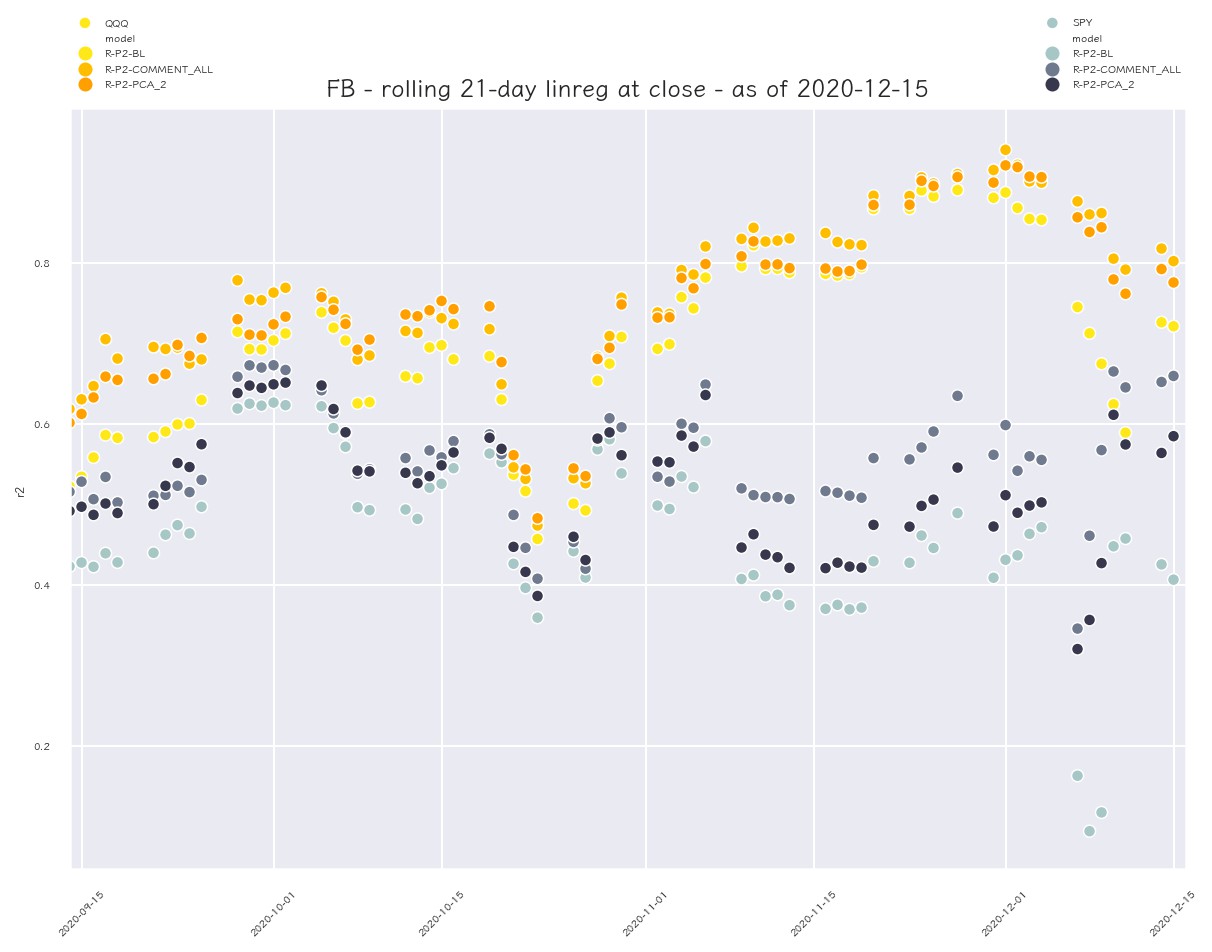 QQQ
model
R-P2-BL
R-P2-COMMENT_ALL
R-P2-PCA_2
SPY
model
R-P2-BL
R-P2-COMMENT_ALL
R-P2-PCA_2
FB - rolling 21-day linreg at close - as of 2020-12-15
0.8
0.6
r2
0.4
0.2
2020-09-15
2020-10-01
2020-10-15
2020-11-01
2020-11-15
2020-12-01
2020-12-15